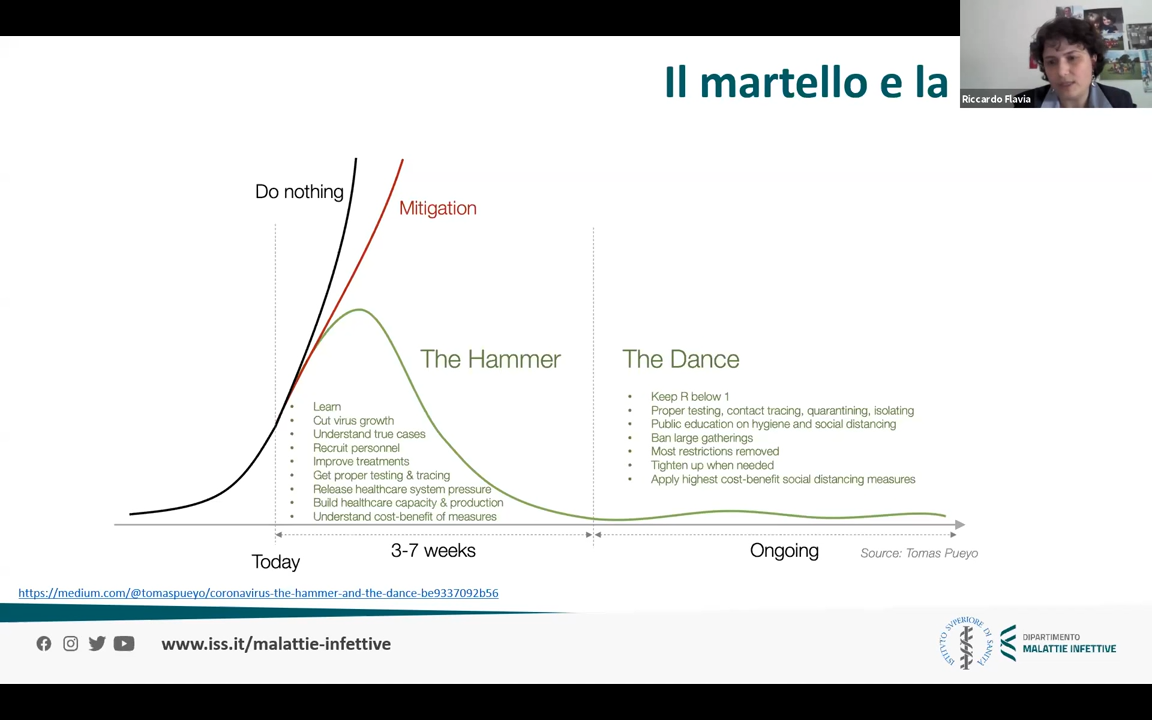 Il martello e la
Riccardo Flavia
Do nothing
Mitigation
The Hammer
Learn
Cut virus growth
Understand true cases
Recruit personnel
Improve treatments
Get proper testing & tracing
Release healthcare system pressure
Build healthcare capacity & production
Understand cost-benefit of measures
The Dance
Keep R below 1
Proper testing, contact tracing, quarantining, isolating
Public education on hygiene and social distancing
Ban large gatherings
Most restrictions removed
Tighten up when needed
Apply highest cost-benefit social distancing measures
Today
3-7 weeks
Ongoing
Source: Tomas Pueyo
https://medium.com/@tomaspueyo/coronavirus-the-hammer-and-the-dance-be9337092b56
www.iss.it/malattie-infettive
ISTITUTO SUPERIORE DI SANITÀ
DIPARTIMENTO
MALATTIE INFETTIVE